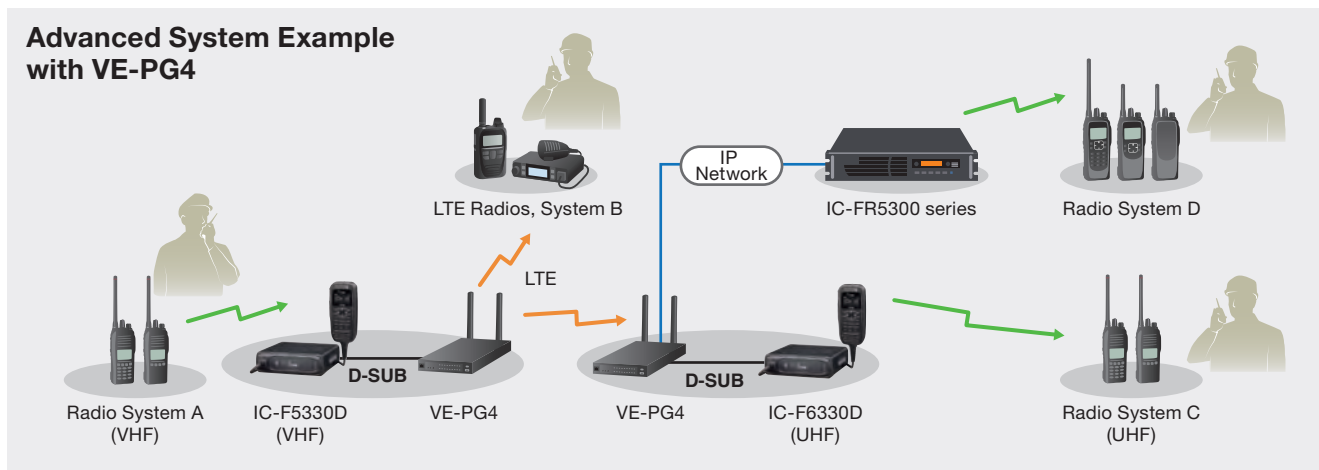 Advanced System Example
with VE-PG4
IP
Network
LTE Radios, System B
IC-FR5300 series
Radio System D
LTE
D-SUB
D-SUB
Radio System A
(VHF)
IC-F5330D
(VHF)
VE-PG4
VE-PG4
IC-F6330D
(UHF)
Radio System C
(UHF)